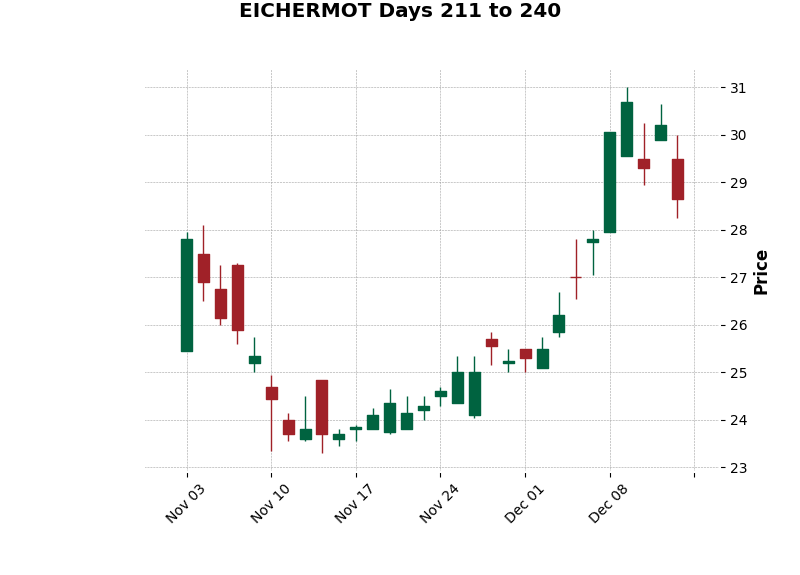 EICHERMOT Days 211 to 240
31
30
29
28
27
26
25
24
23
Price
Nov 03
Nov 10
Nov 17
Nov 24
Dec 01
Dec 08